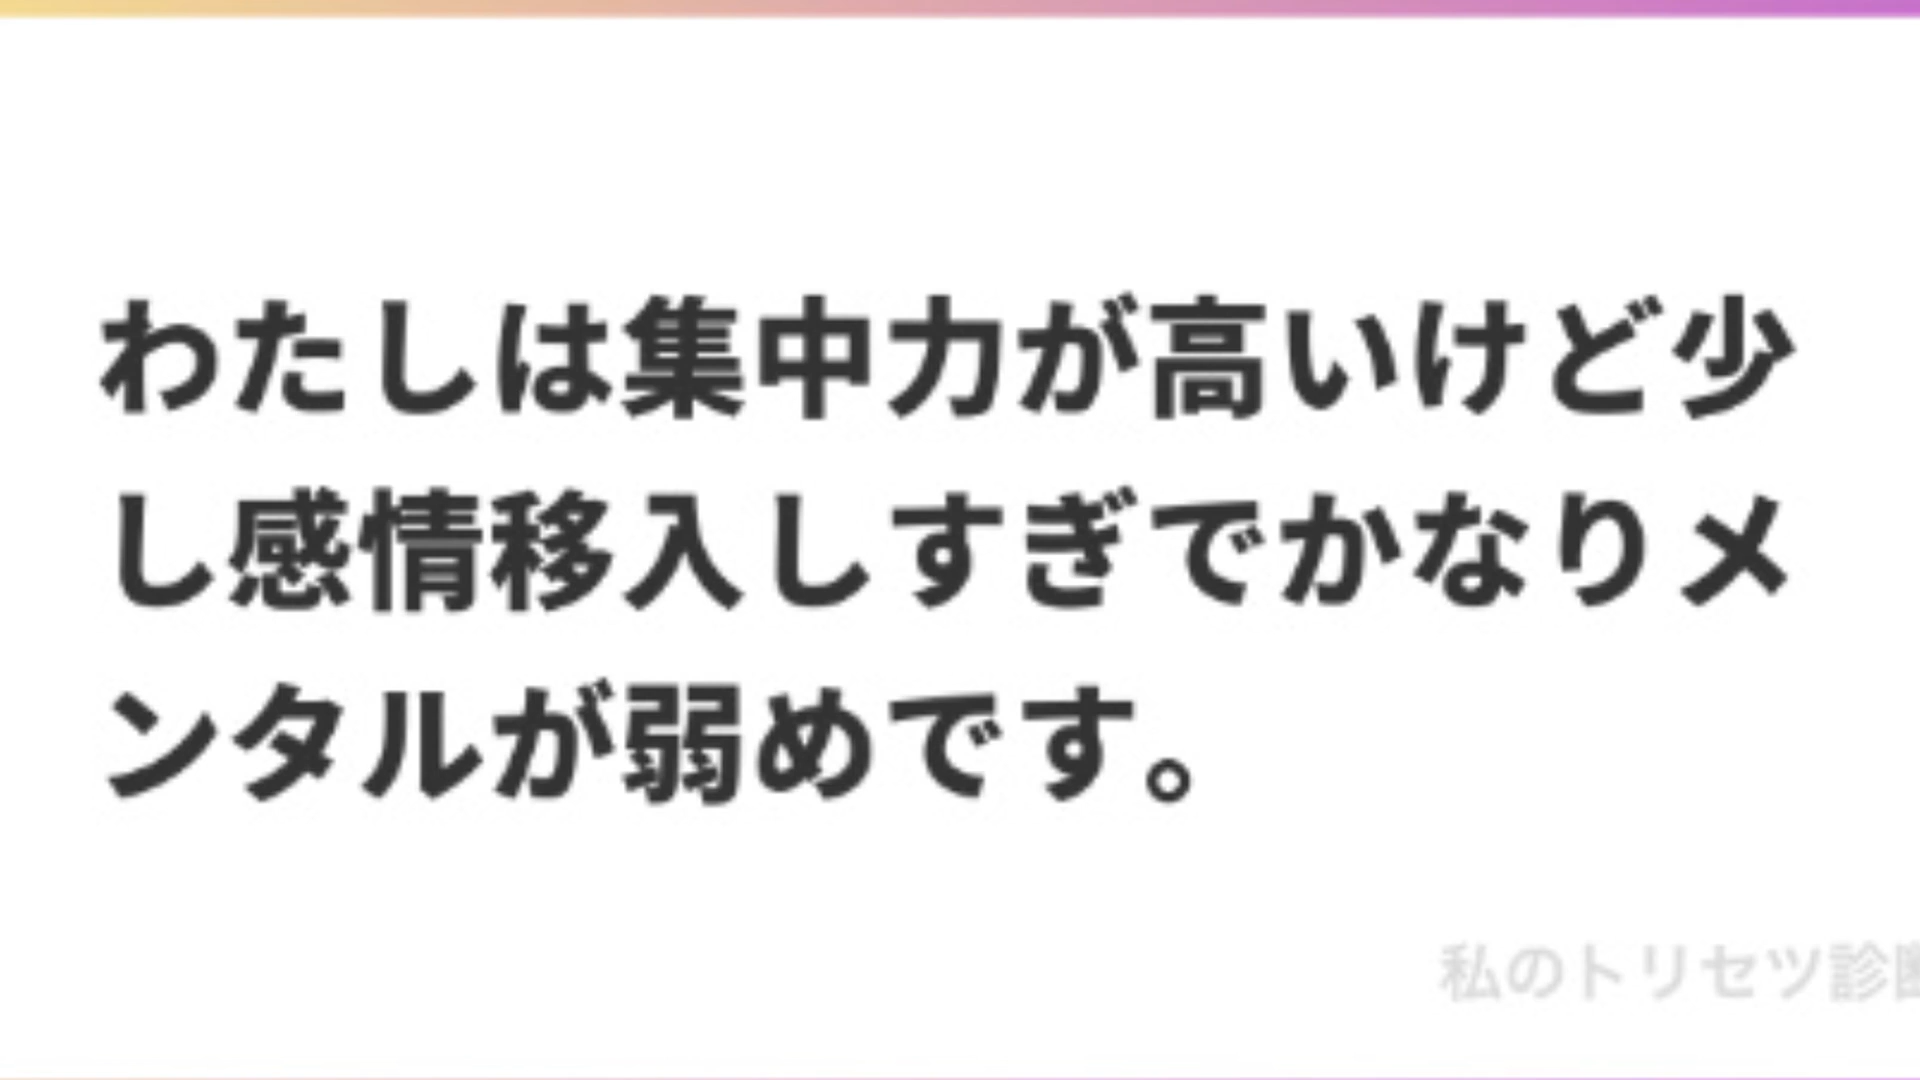 わたしは集中力が高いけど少
し感情移入しすぎでかなりメ
ンタルが弱めです。
私のトリセツ診断